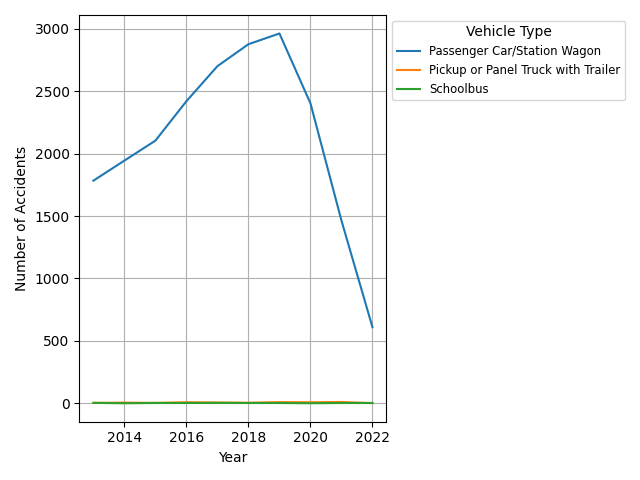 Vehicle Type
Passenger Car/Station Wagon
Pickup or Panel Truck with Trailer
Schoolbus
Number of Accidents
3000
2500
2000
1500
1000
500
0
2014 2016 2018 2020 2022
Year